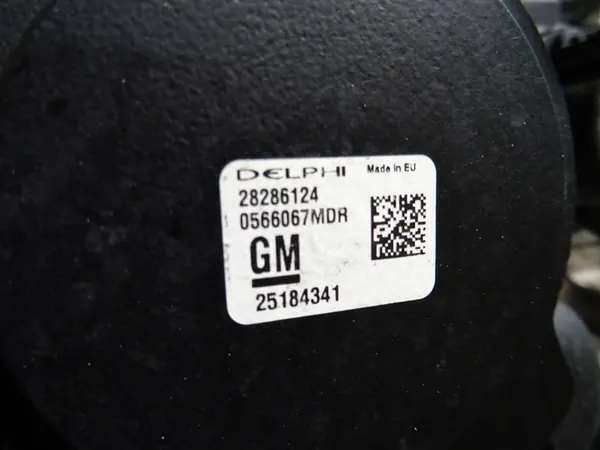 DELPHI Made in EU
28286124
0566067MDR
GM
25184341